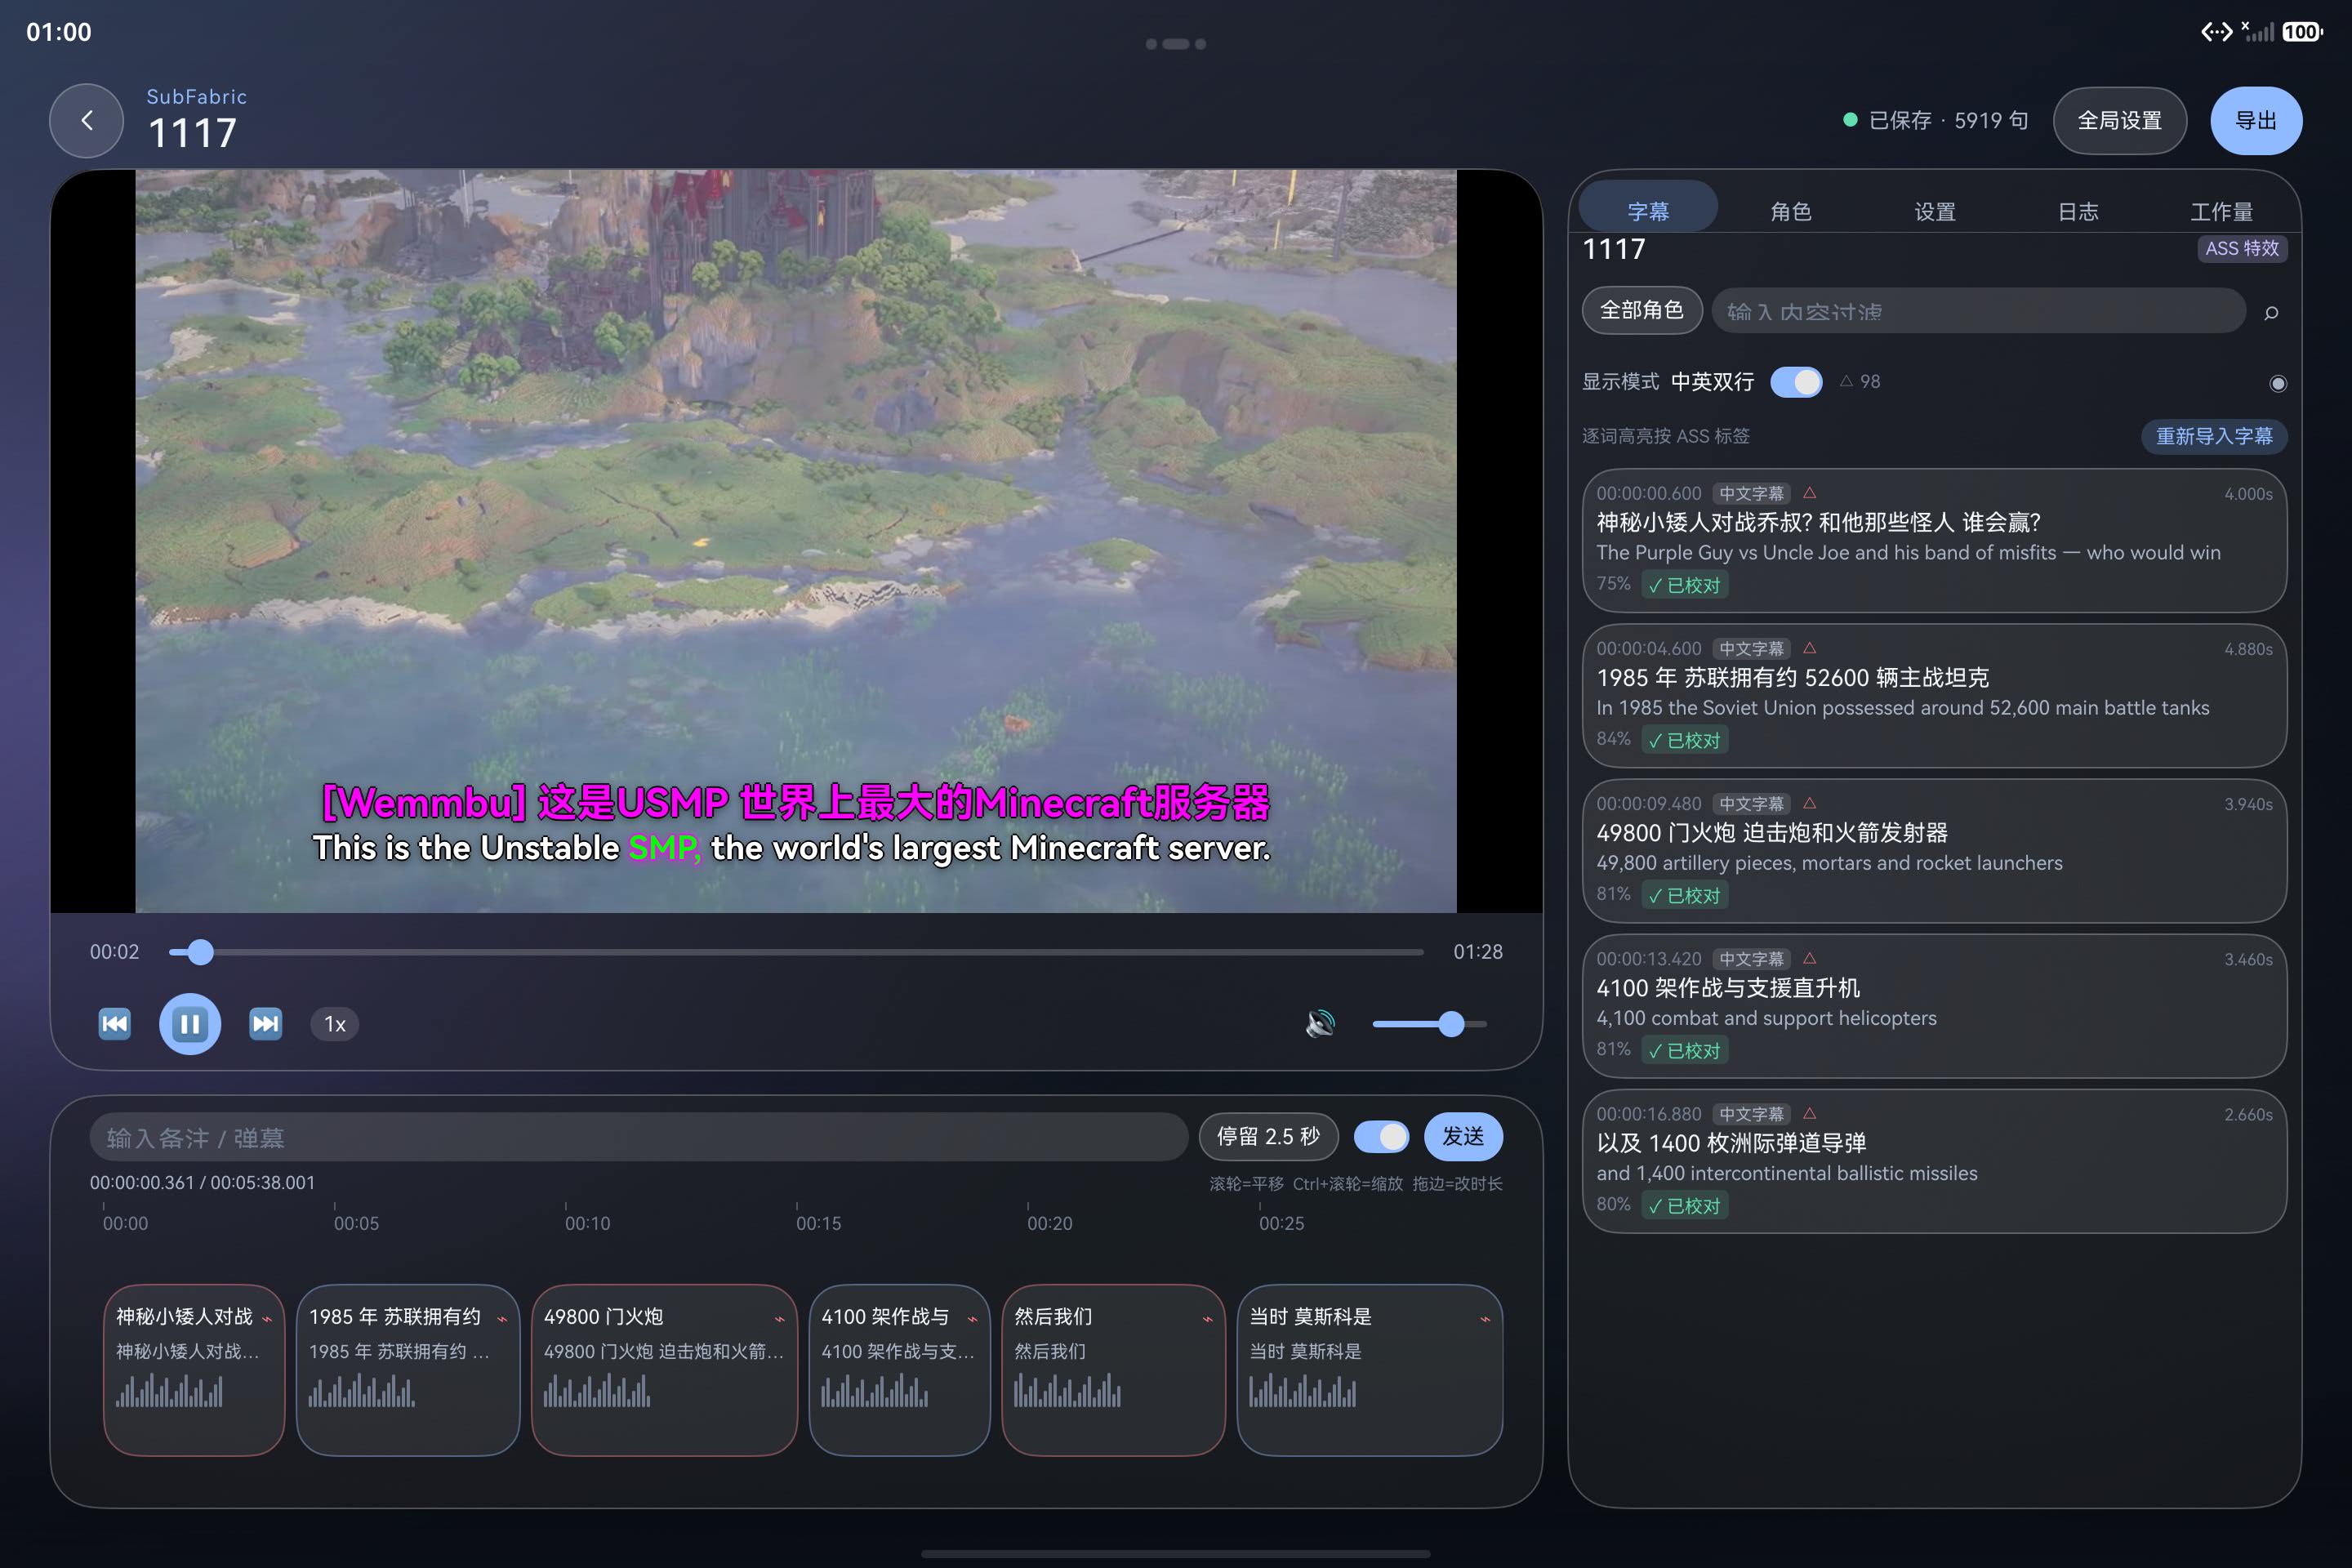 01:00
100
SubFabric
1117
已保存 · 5919 句
全局设置
导出
[Wemmbu] 这是USMP 世界上最大的Minecraft服务器
This is the Unstable SMP, the world's largest Minecraft server.
00:02
01:28
1x
输入备注 / 弹幕
停留 2.5 秒
发送
00:00:00.361 / 00:05:38.001
滚轮=平移 Ctrl+滚轮=缩放 拖边=改时长
00:00
00:05
00:10
00:15
00:20
00:25
神秘小矮人对战
神秘小矮人对战...
1985 年 苏联拥有约
1985 年 苏联拥有约 ...
49800 门火炮
49800 门火炮 迫击炮和火箭...
4100 架作战与
4100 架作战与支...
然后我们
然后我们
当时 莫斯科是
当时 莫斯科是
字幕
角色
设置
日志
工作量
1117
ASS 特效
全部角色
输入内容过滤
显示模式 中英双行
△ 98
逐词高亮按 ASS 标签
重新导入字幕
00:00:00.600 中文字幕 △ 4.000s
神秘小矮人对战乔叔? 和他那些怪人 谁会赢?
The Purple Guy vs Uncle Joe and his band of misfits — who would win
75% ✓ 已校对
00:00:04.600 中文字幕 △ 4.880s
1985 年 苏联拥有约 52600 辆主战坦克
In 1985 the Soviet Union possessed around 52,600 main battle tanks
84% ✓ 已校对
00:00:09.480 中文字幕 △ 3.940s
49800 门火炮 迫击炮和火箭发射器
49,800 artillery pieces, mortars and rocket launchers
81% ✓ 已校对
00:00:13.420 中文字幕 △ 3.460s
4100 架作战与支援直升机
4,100 combat and support helicopters
81% ✓ 已校对
00:00:16.880 中文字幕 △ 2.660s
以及 1400 枚洲际弹道导弹
and 1,400 intercontinental ballistic missiles
80% ✓ 已校对